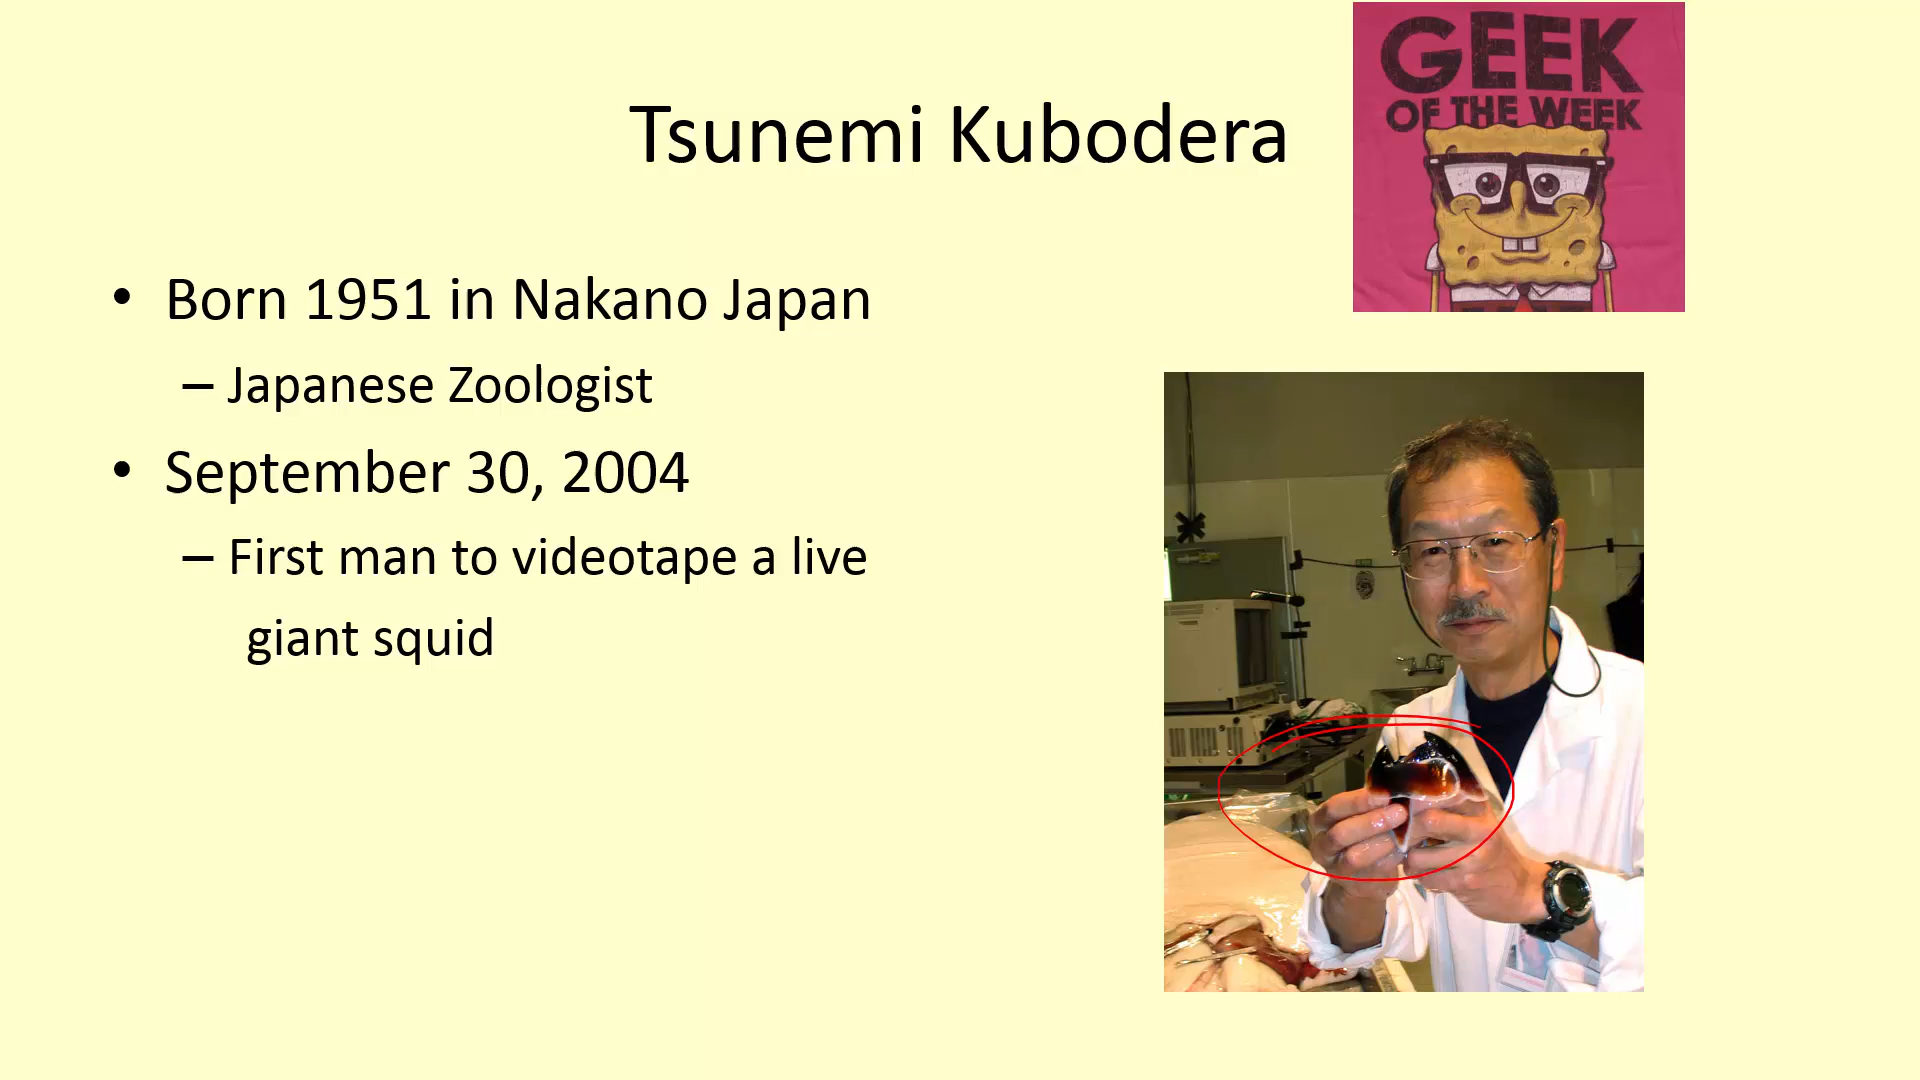 GEEK
OF THE WEEK
Tsunemi Kubodera
• Born 1951 in Nakano Japan
– Japanese Zoologist
• September 30, 2004
– First man to videotape a live
giant squid